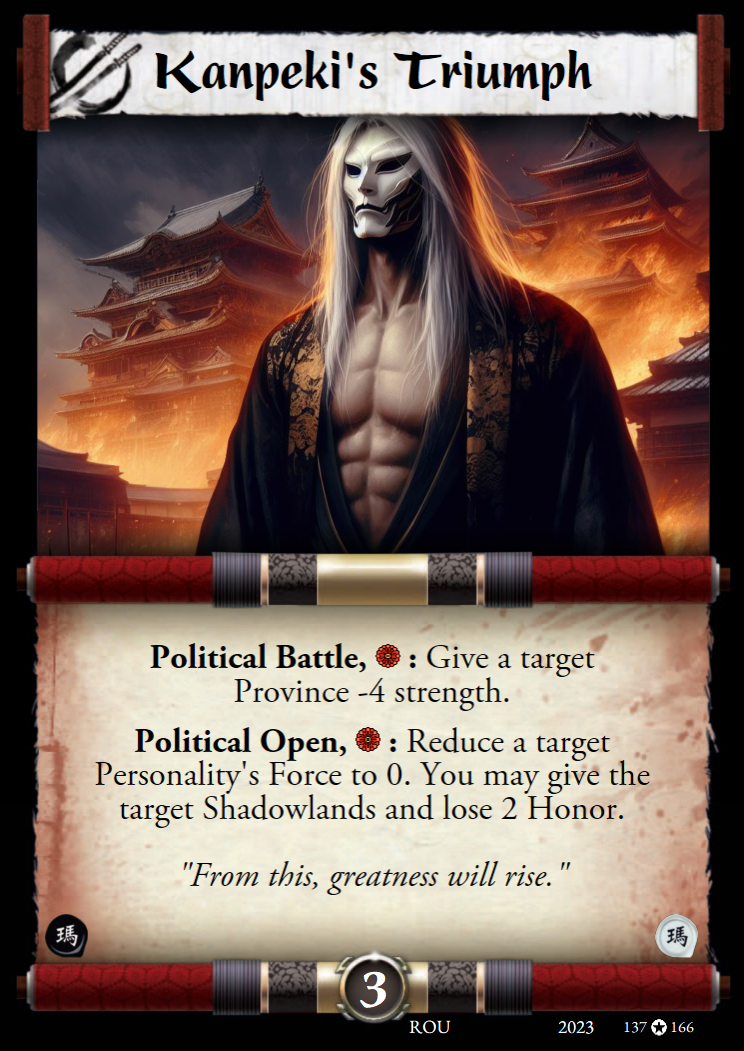 Kanpeki's Triumph
Political Battle, : Give a target
Province -4 strength.
Political Open, : Reduce a target
Personality's Force to 0. You may give the
target Shadowlands and lose 2 Honor.
"From this, greatness will rise."
瑪 瑪
3
ROU 2023 137 166